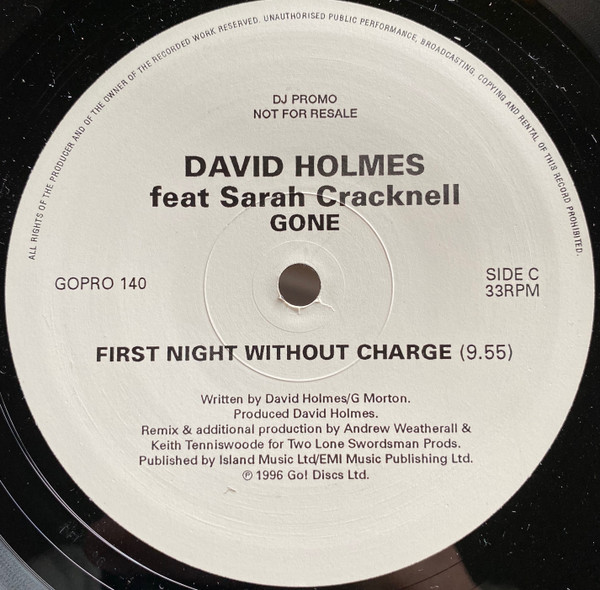 ALL RIGHTS OF THE PRODUCER AND OF THE OWNER OF THE RECORDED WORK RESERVED. UNAUTHORISED PUBLIC PERFORMANCE, BROADCASTING, COPYING AND RENTAL OF THIS RECORD PROHIBITED.
DJ PROMO
NOT FOR RESALE
DAVID HOLMES
feat Sarah Cracknell
GONE
GOPRO 140
SIDE C
33RPM
FIRST NIGHT WITHOUT CHARGE (9.55)
Written by David Holmes/G Morton.
Produced David Holmes.
Remix & additional production by Andrew Weatherall &
Keith Tenniswoode for Two Lone Swordsman Prods.
Published by Island Music Ltd/EMI Music Publishing Ltd.
℗ 1996 Go! Discs Ltd.